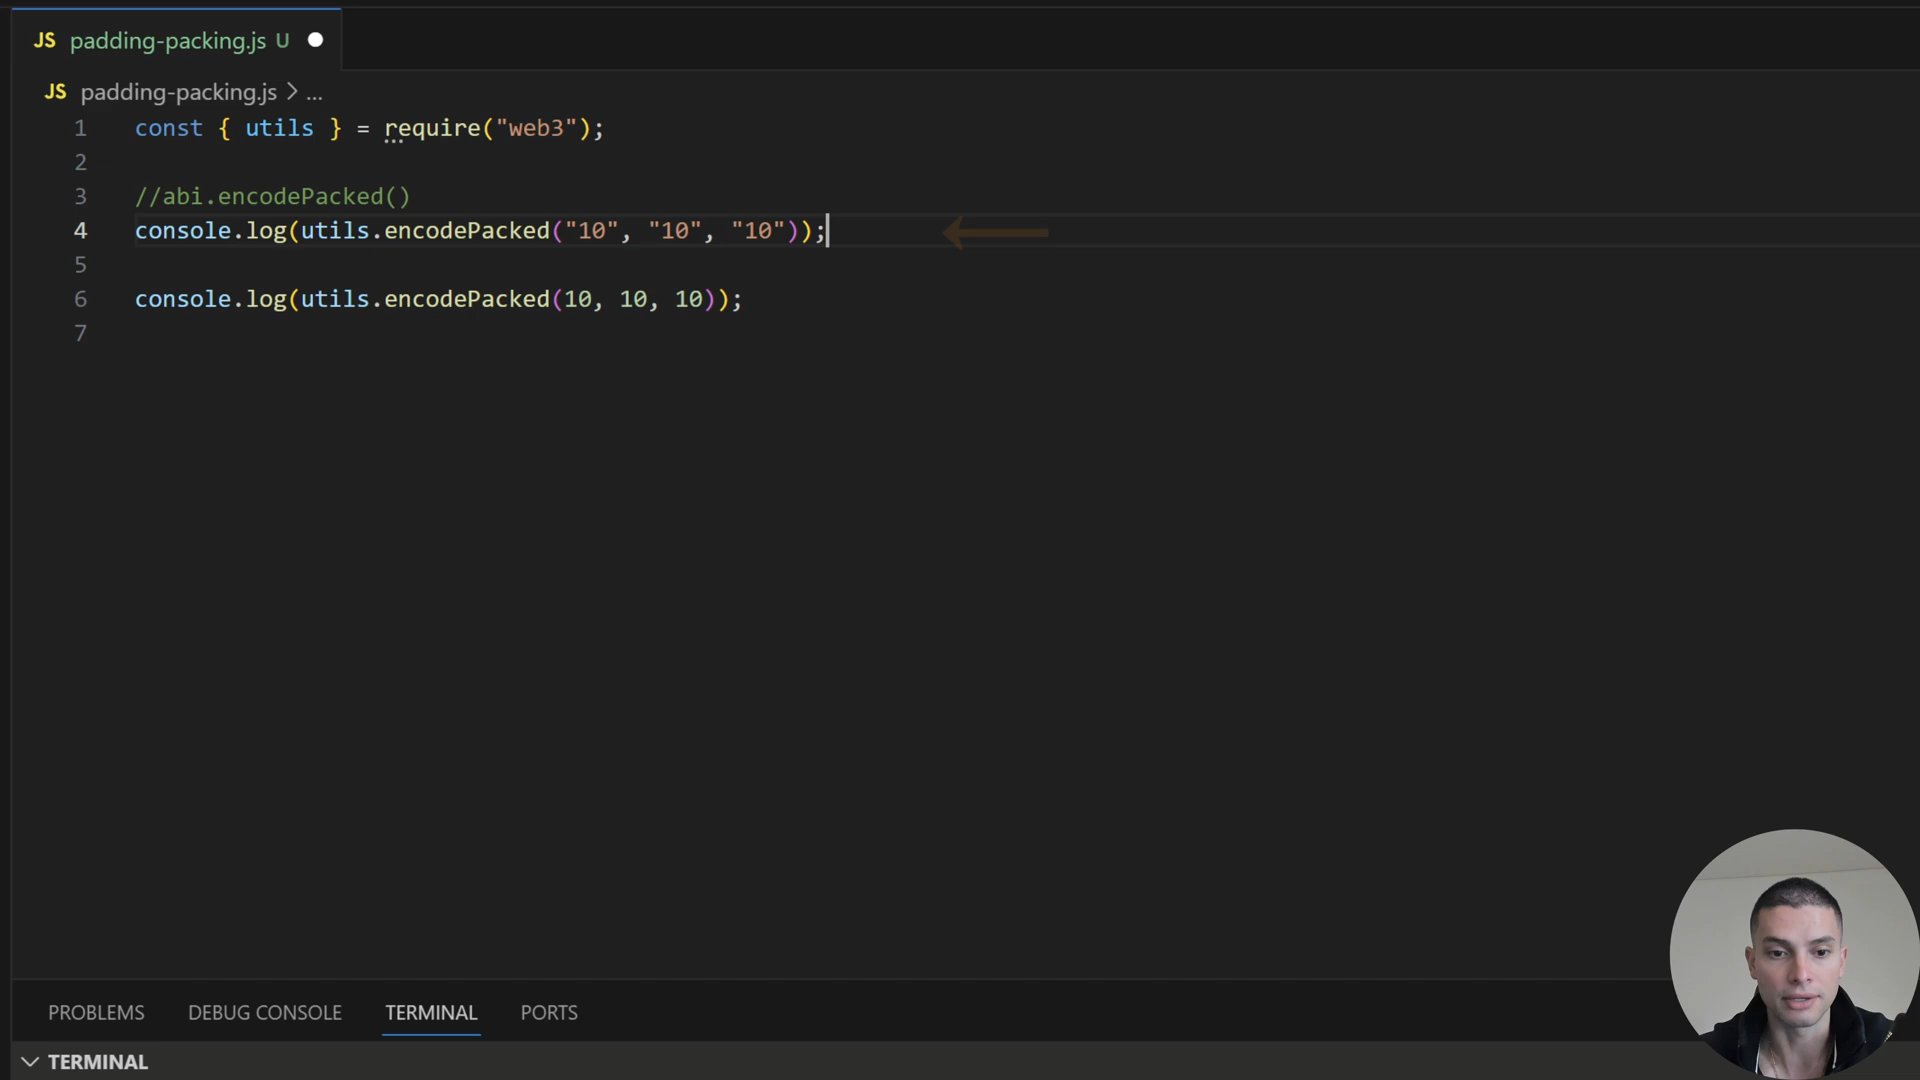 JS padding-packing.js U
JS padding-packing.js > ...
1 const { utils } = require("web3");
2
3 //abi.encodePacked()
4 console.log(utils.encodePacked("10", "10", "10"));
5
6 console.log(utils.encodePacked(10, 10, 10));
7
PROBLEMS DEBUG CONSOLE TERMINAL PORTS
TERMINAL